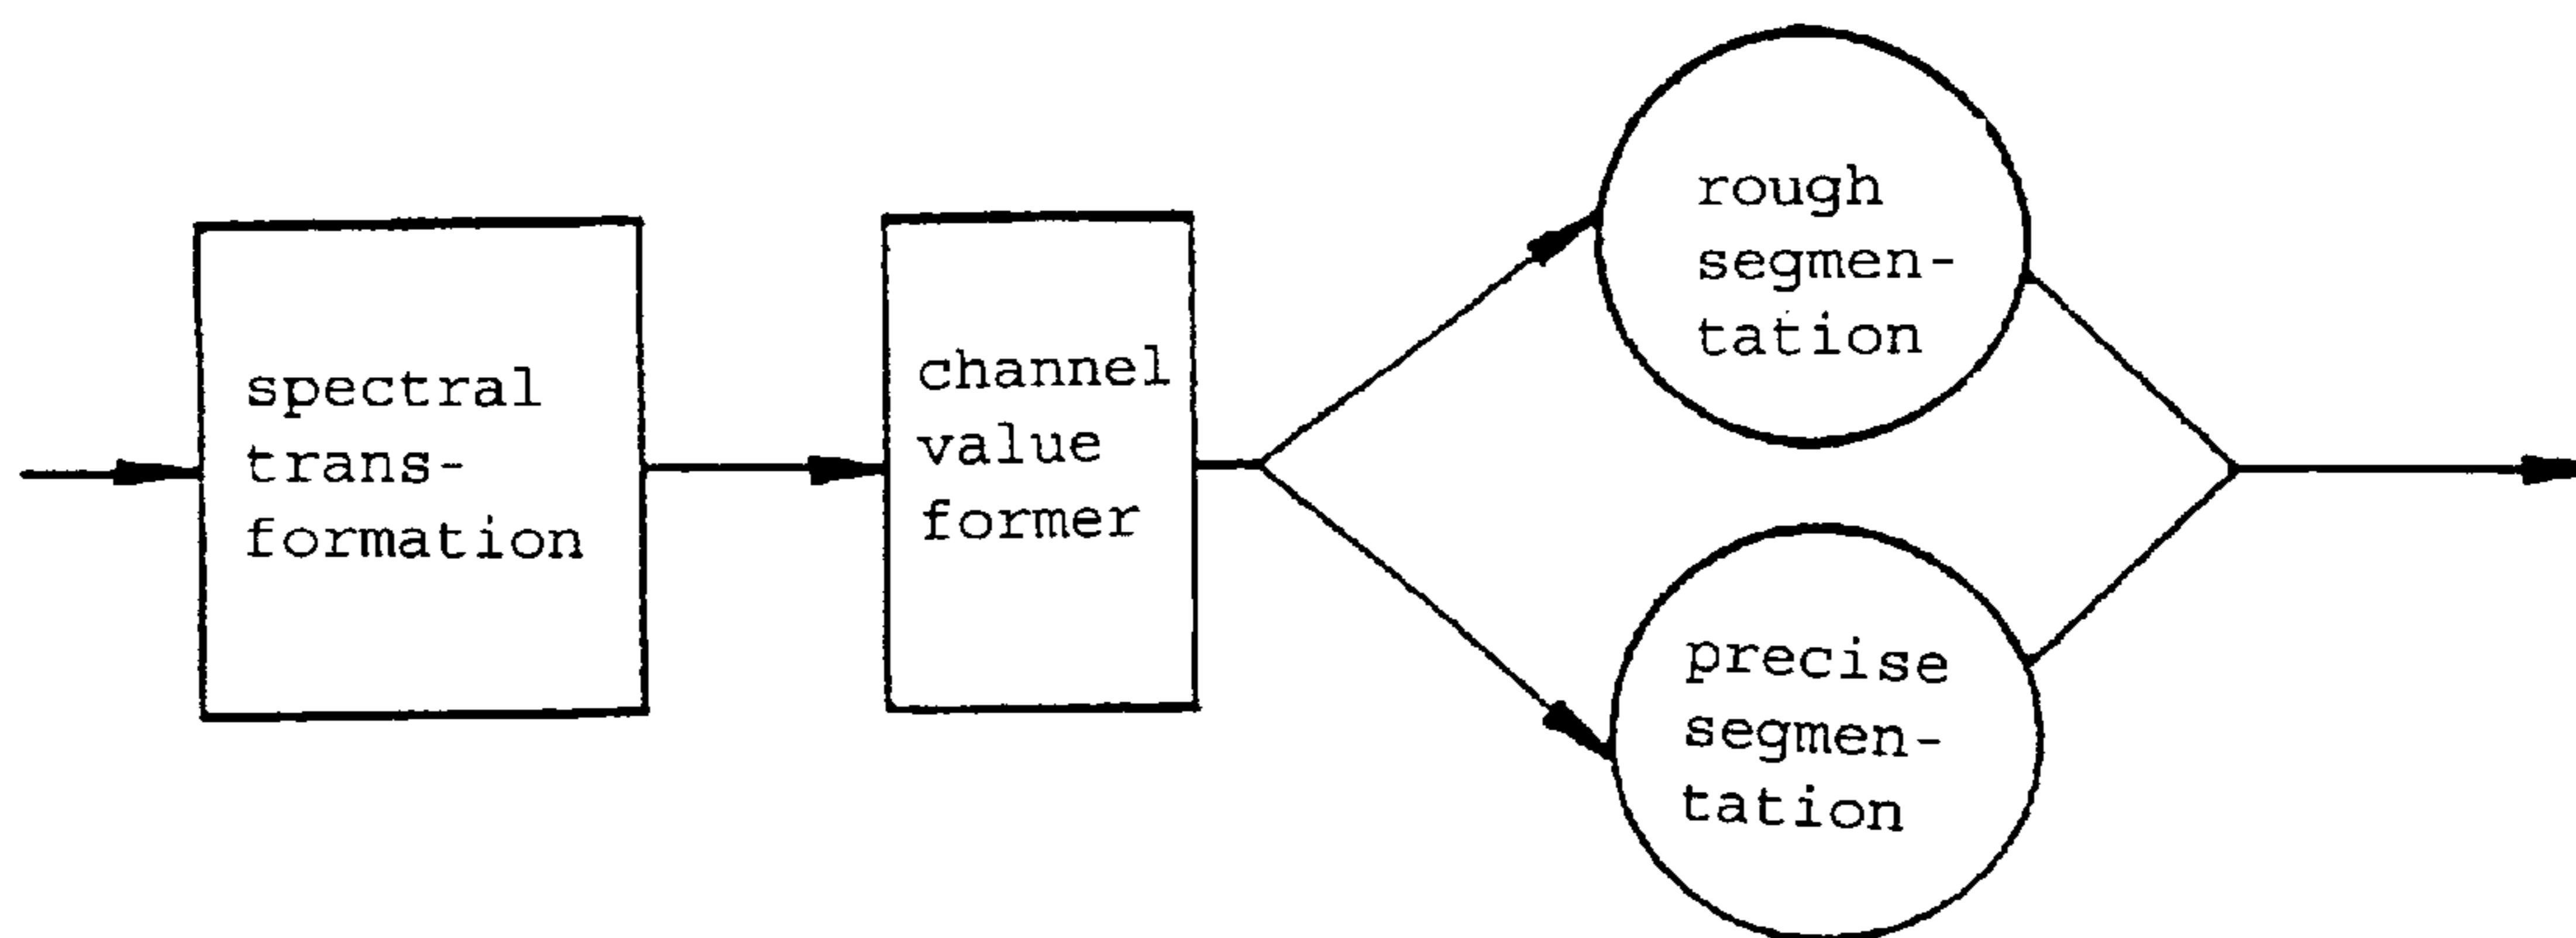 spectral
trans-
formation
channel
value
former
rough
segmen-
tation
precise
segmen-
tation